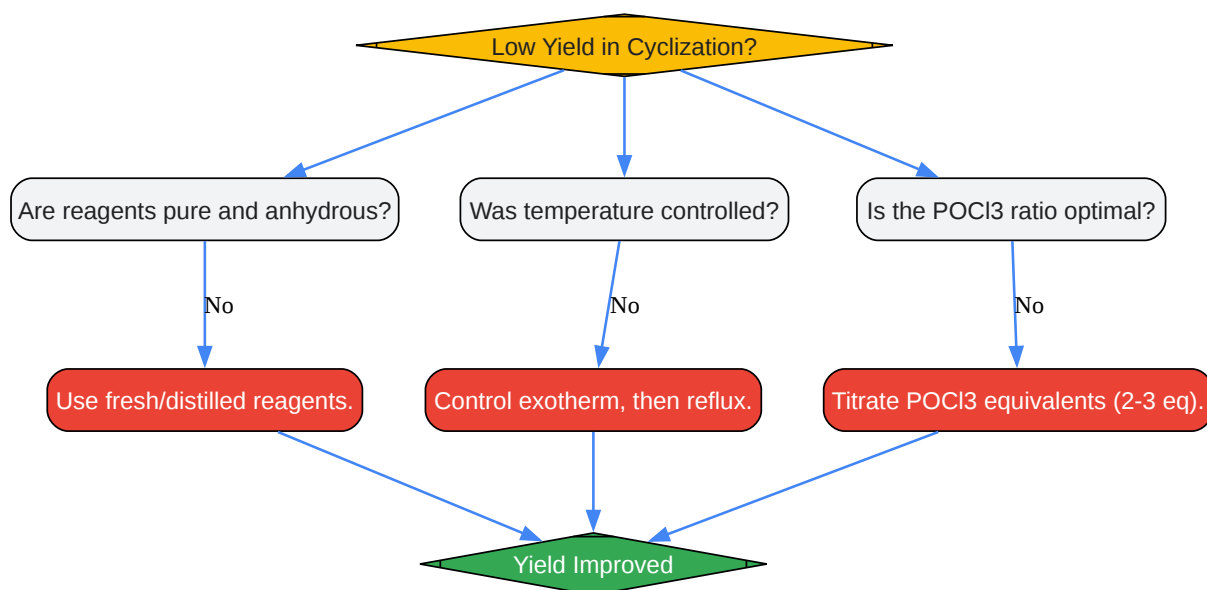 Low Yield in Cyclization?
Are reagents pure and anhydrous?
Was temperature controlled?
Is the POCl3 ratio optimal?
No
No
No
Use fresh/distilled reagents.
Control exotherm, then reflux.
Titrate POCl3 equivalents (2-3 eq).
Yield Improved